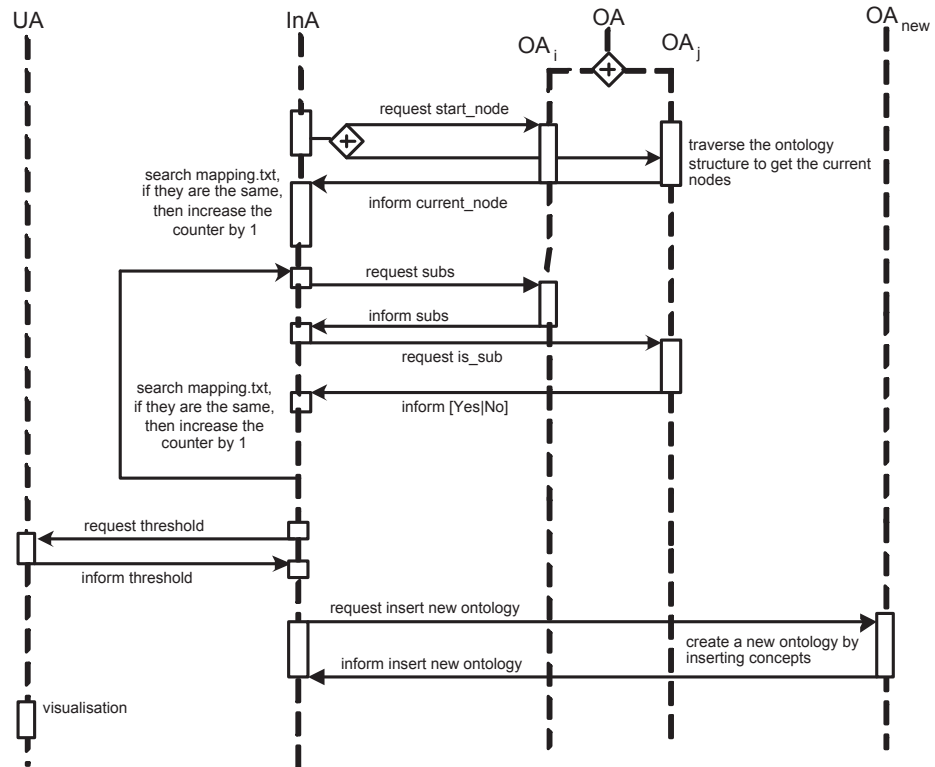 UA
InA
OA
OA new
OA i
OA j
request start_node
traverse the ontology
structure to get the current
nodes
search mapping.txt,
if they are the same,
then increase the
counter by 1
inform current_node
request subs
inform subs
request is_sub
search mapping.txt,
if they are the same,
then increase the
counter by 1
inform [Yes|No]
request threshold
inform threshold
request insert new ontology
create a new ontology by
inserting concepts
inform insert new ontology
visualisation